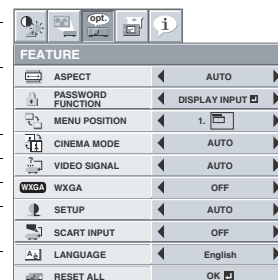 opt.
FEATURE
ASPECT AUTO
PASSWORD FUNCTION DISPLAY INPUT
MENU POSITION 1.
CINEMA MODE AUTO
VIDEO SIGNAL AUTO
WXGA WXGA OFF
SETUP AUTO
SCART INPUT OFF
LANGUAGE English
RESET ALL OK